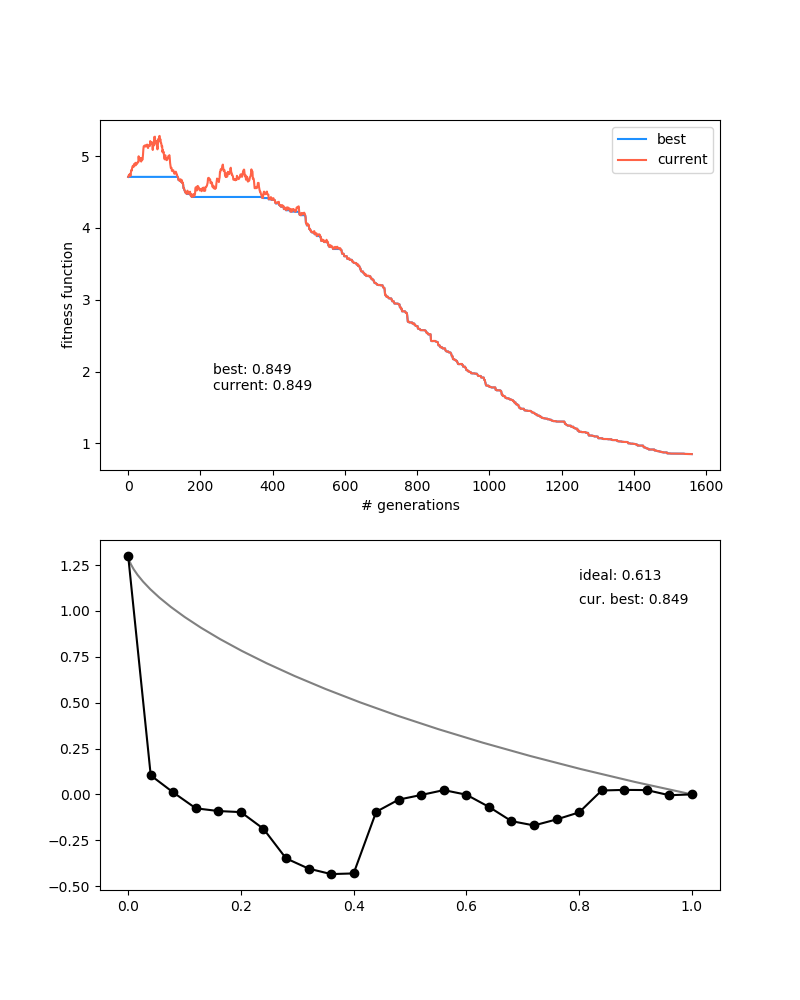 best
current
5
4
3
2
1
fitness function
best: 0.849
current: 0.849
0 200 400 600 800 1000 1200 1400 1600
# generations
ideal: 0.613
cur. best: 0.849
1.25
1.00
0.75
0.50
0.25
0.00
−0.25
−0.50
0.0 0.2 0.4 0.6 0.8 1.0